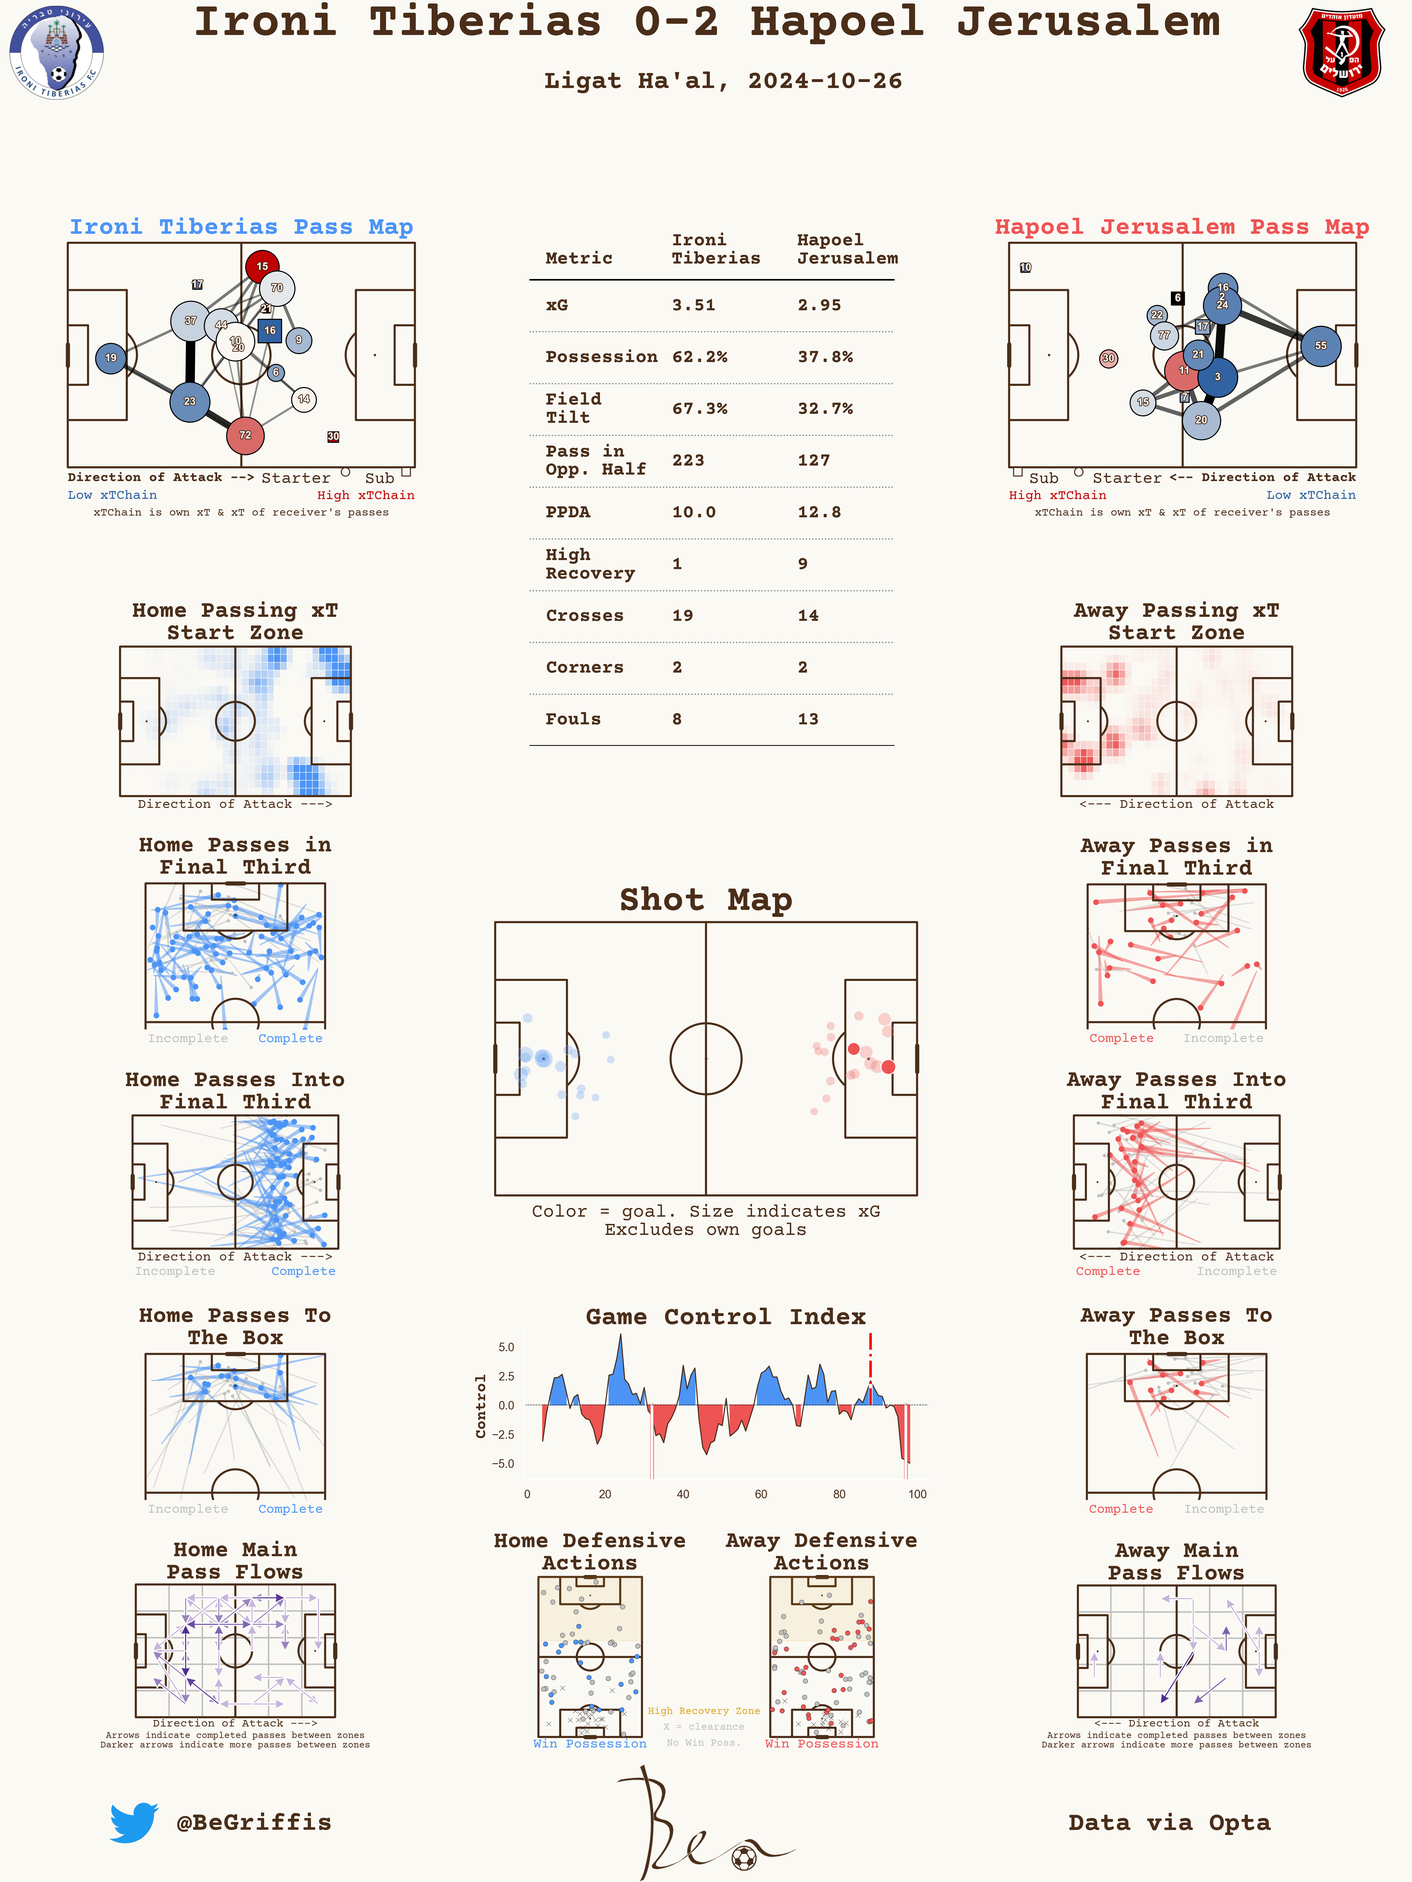 Ironi Tiberias 0-2 Hapoel Jerusalem
Ligat Ha'al, 2024-10-26
עירוני טבריה
IRONI TIBERIAS F.C
מועדון אוהדים
הפועל
ירושלים
1926
Ironi Tiberias Pass Map
15
17
70
21
37
44
16
10
20
9
19
6
23
14
72
30
Direction of Attack --> Starter Sub
Low xTChain High xTChain
xTChain is own xT & xT of receiver's passes
Metric Ironi Tiberias Hapoel Jerusalem
xG 3.51 2.95
Possession 62.2% 37.8%
Field Tilt 67.3% 32.7%
Pass in Opp. Half 223 127
PPDA 10.0 12.8
High Recovery 1 9
Crosses 19 14
Corners 2 2
Fouls 8 13
Hapoel Jerusalem Pass Map
10
16
6
2
24
22
17
77
55
21
30
11
3
7
15
20
Sub Starter <-- Direction of Attack
High xTChain Low xTChain
xTChain is own xT & xT of receiver's passes
Home Passing xT
Start Zone
Direction of Attack --->
Away Passing xT
Start Zone
<--- Direction of Attack
Home Passes in
Final Third
Incomplete Complete
Away Passes in
Final Third
Complete Incomplete
Shot Map
Color = goal. Size indicates xG
Excludes own goals
Home Passes Into
Final Third
Direction of Attack --->
Incomplete Complete
Away Passes Into
Final Third
<--- Direction of Attack
Complete Incomplete
Home Passes To
The Box
Incomplete Complete
Game Control Index
Control
5.0
2.5
0.0
−2.5
−5.0
0 20 40 60 80 100
Away Passes To
The Box
Complete Incomplete
Home Main
Pass Flows
Direction of Attack --->
Arrows indicate completed passes between zones
Darker arrows indicate more passes between zones
Home Defensive
Actions
Win Possession
High Recovery Zone
X = clearance
No Win Poss.
Away Defensive
Actions
Win Possession
Away Main
Pass Flows
<--- Direction of Attack
Arrows indicate completed passes between zones
Darker arrows indicate more passes between zones
@BeGriffis
Ben
Data via Opta